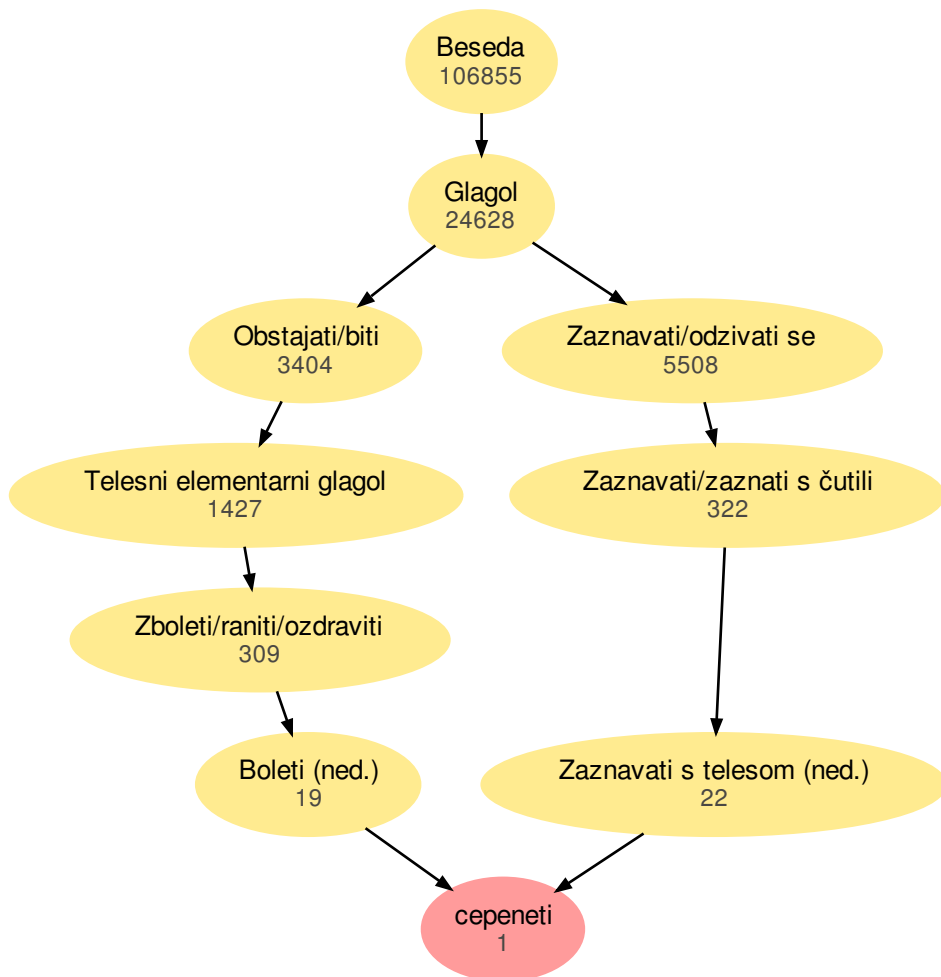 Beseda
106855
Glagol
24628
Obstajati/biti
3404
Zaznavati/odzivati se
5508
Telesni elementarni glagol
1427
Zaznavati/zaznati s čutili
322
Zboleti/raniti/ozdraviti
309
Boleti (ned.)
19
Zaznavati s telesom (ned.)
22
cepeneti
1